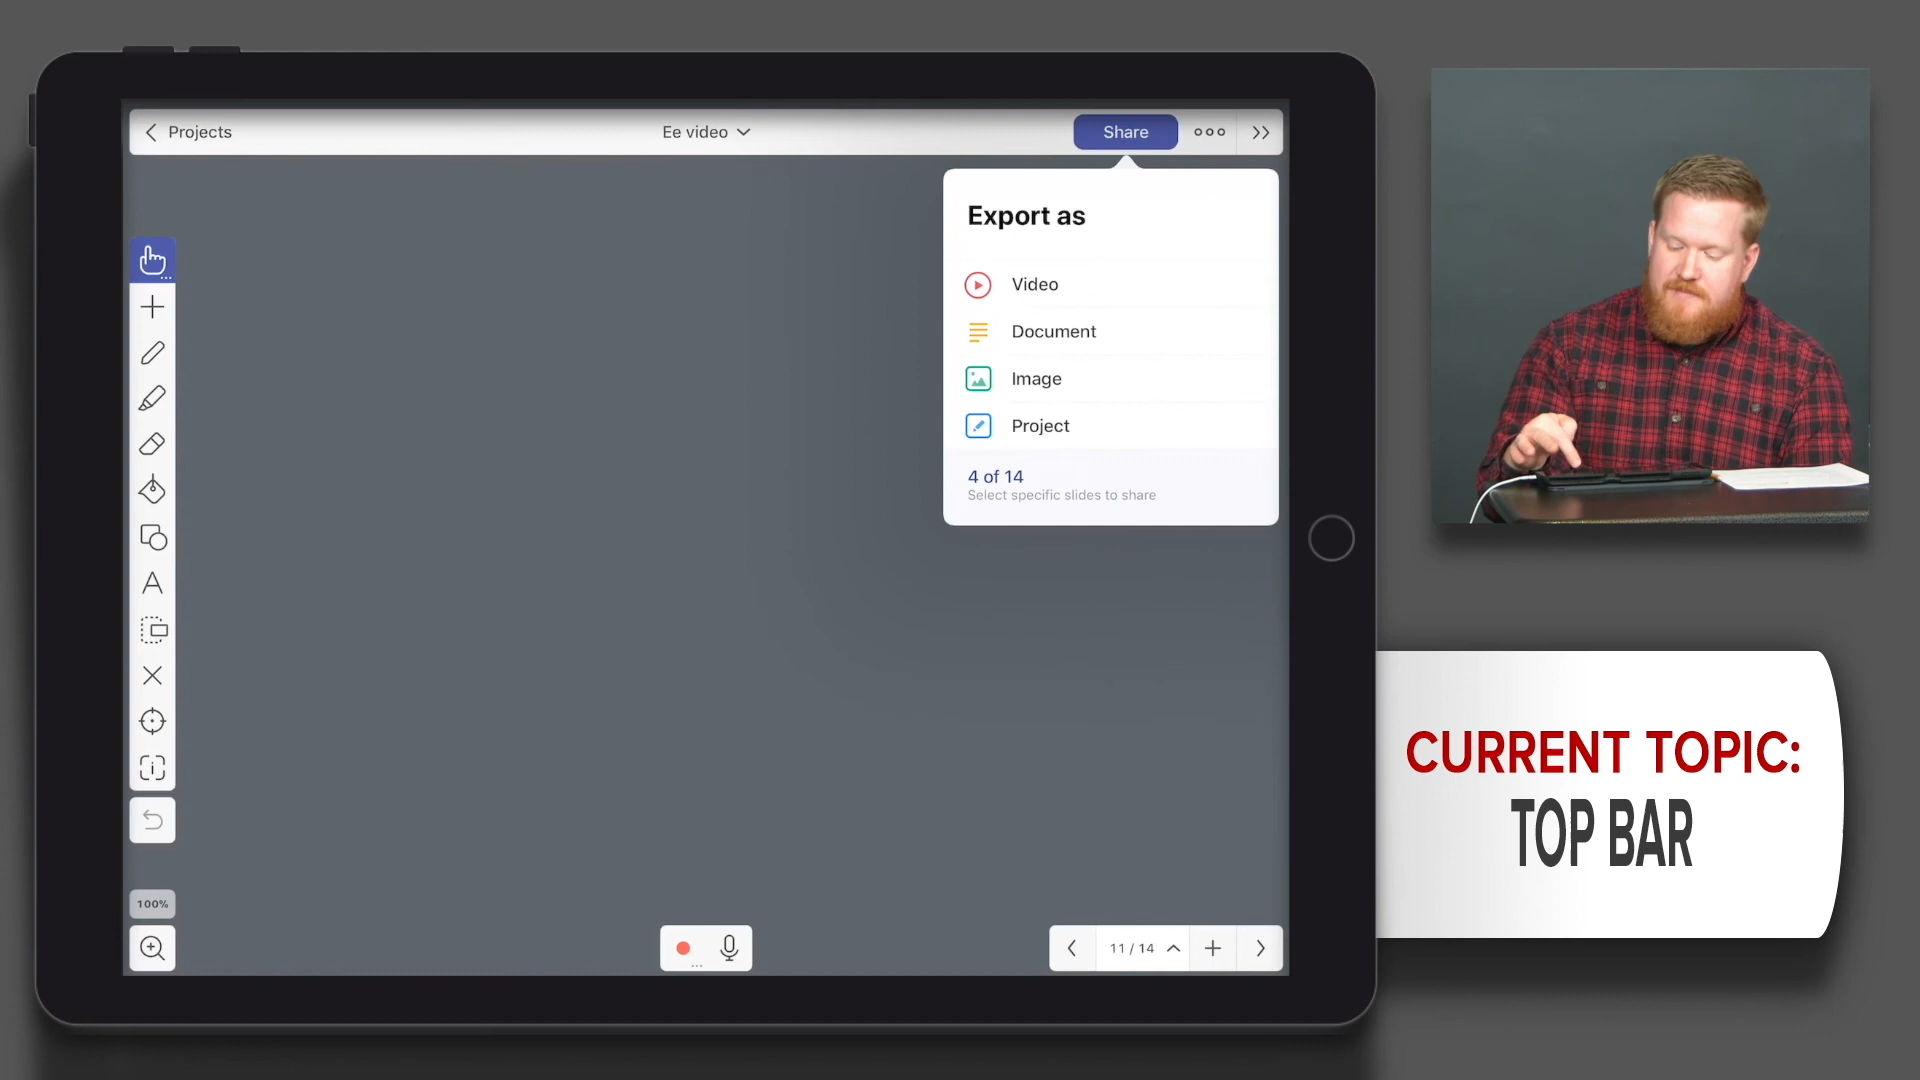 Projects
Ee video
Share
Export as
Video
Document
Image
Project
4 of 14
Select specific slides to share
A
100%
11 / 14
CURRENT TOPIC:
TOP BAR